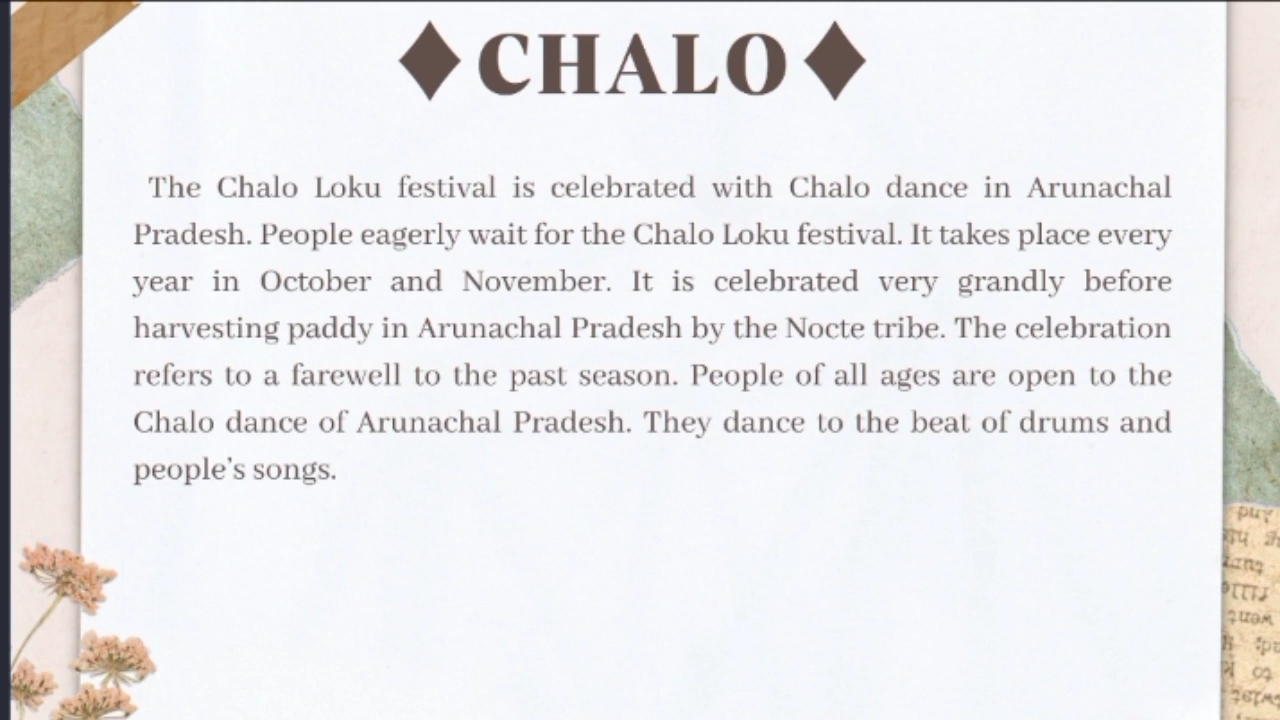 ♦CHALO♦
The Chalo Loku festival is celebrated with Chalo dance in Arunachal
Pradesh. People eagerly wait for the Chalo Loku festival. It takes place every
year in October and November. It is celebrated very grandly before
harvesting paddy in Arunachal Pradesh by the Nocte tribe. The celebration
refers to a farewell to the past season. People of all ages are open to the
Chalo dance of Arunachal Pradesh. They dance to the beat of drums and
people’s songs.